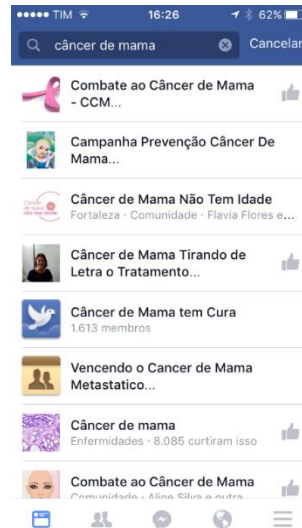 TIM 16:26 62%
câncer de mama Cancelar
Combate ao Câncer de Mama
- CCM...
Campanha Prevenção Câncer De
Mama...
Câncer de Mama Não Tem Idade
Fortaleza · Comunidade · Flavia Flores e...
Câncer de Mama Tirando de
Letra o Tratamento...
Câncer de Mama tem Cura
1.613 membros
Vencendo o Cancer de Mama
Metastatico...
Câncer de mama
Enfermidades · 8.085 curtiram isso
Combate ao Câncer de Mama
Comunidade · Aline Silva e outra